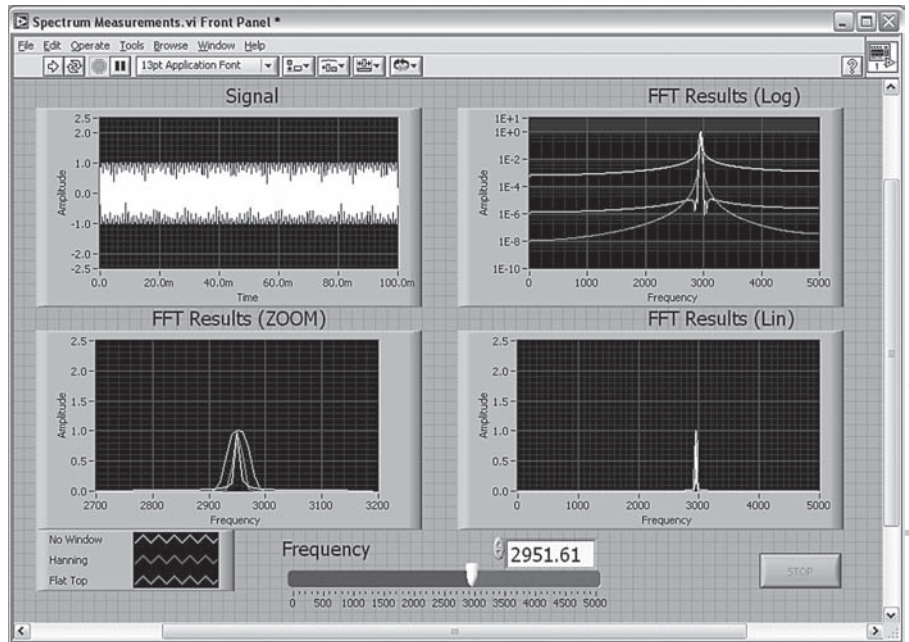 Spectrum Measurements.vi Front Panel *
File Edit Operate Tools Browse Window Help
13pt Application Font
? 1
Signal
2.5
2.0
1.0
0.0
-1.0
-2.0
-2.5
Amplitude
0.0 20.0m 40.0m 60.0m 80.0m 100.0m
Time
FFT Results (Log)
1E+1
1E+0
1E-2
1E-4
1E-6
1E-8
1E-10
Amplitude
0 1000 2000 3000 4000 5000
Frequency
FFT Results (ZOOM)
2.5
2.0
1.5
1.0
0.5
0.0
Amplitude
2700 2800 2900 3000 3100 3200
Frequency
FFT Results (Lin)
2.5
2.0
1.5
1.0
0.5
0.0
Amplitude
0 1000 2000 3000 4000 5000
Frequency
No Window
Hanning
Flat Top
Frequency
2951.61
0 500 1000 1500 2000 2500 3000 3500 4000 4500 5000
STOP